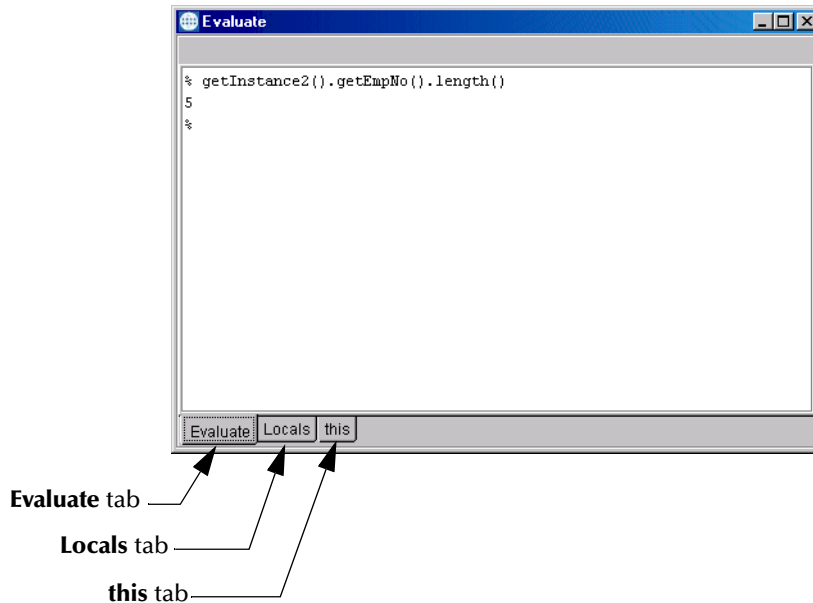 Evaluate
% getInstance2().getEmpNo().length()
5
%
Evaluate Locals this
Evaluate tab
Locals tab
this tab